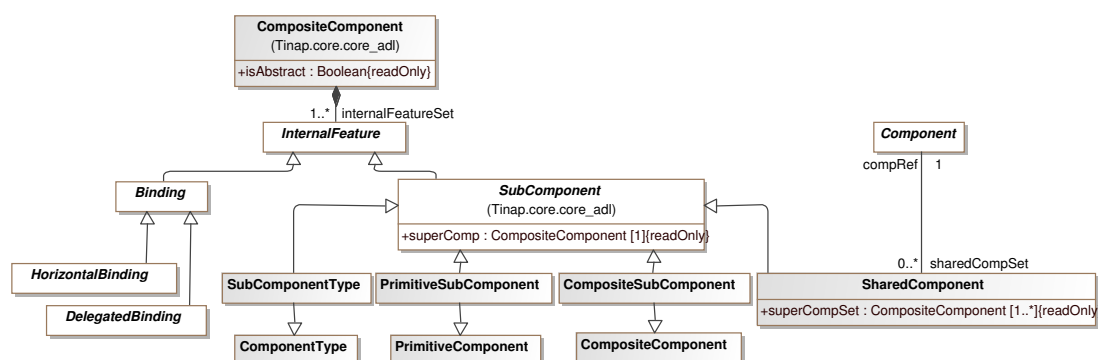 CompositeComponent
(Tinap.core.core_adl)
+isAbstract : Boolean{readOnly}
1..* internalFeatureSet
InternalFeature
Component
compRef 1
Binding
SubComponent
(Tinap.core.core_adl)
+superComp : CompositeComponent [1]{readOnly}
HorizontalBinding
DelegatedBinding
SubComponentType
PrimitiveSubComponent
CompositeSubComponent
0..* sharedCompSet
SharedComponent
+superCompSet : CompositeComponent [1..*]{readOnly
ComponentType
PrimitiveComponent
CompositeComponent